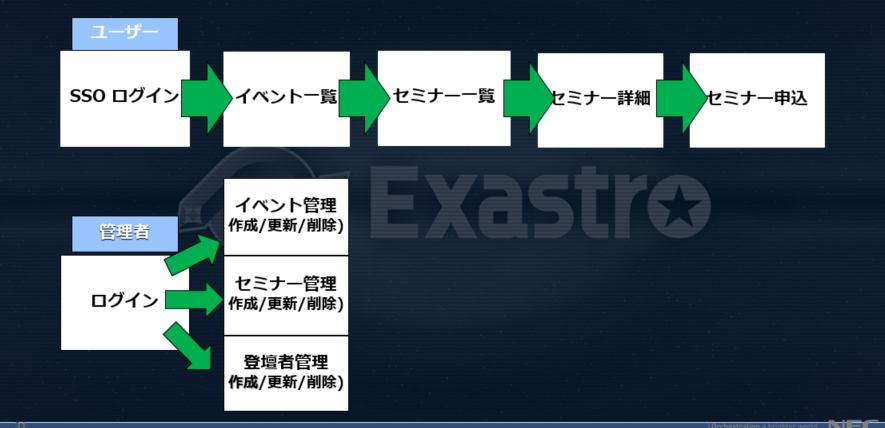 ユーザー
SSO ログイン
イベント一覧
セミナー一覧
セミナー詳細
セミナー申込
Exastro
管理者
ログイン
イベント管理
作成/更新/削除)
セミナー管理
作成/更新/削除)
登壇者管理
作成/更新/削除)
\Orchestrating a brighter world
NEC